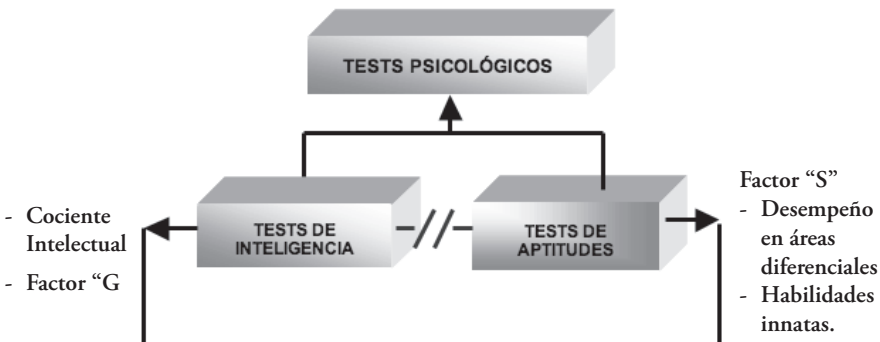 TESTS PSICOLÓGICOS
- Cociente
Intelectual
- Factor “G
TESTS DE
INTELIGENCIA
TESTS DE
APTITUDES
Factor “S”
- Desempeño
en áreas
diferenciales
- Habilidades
innatas.